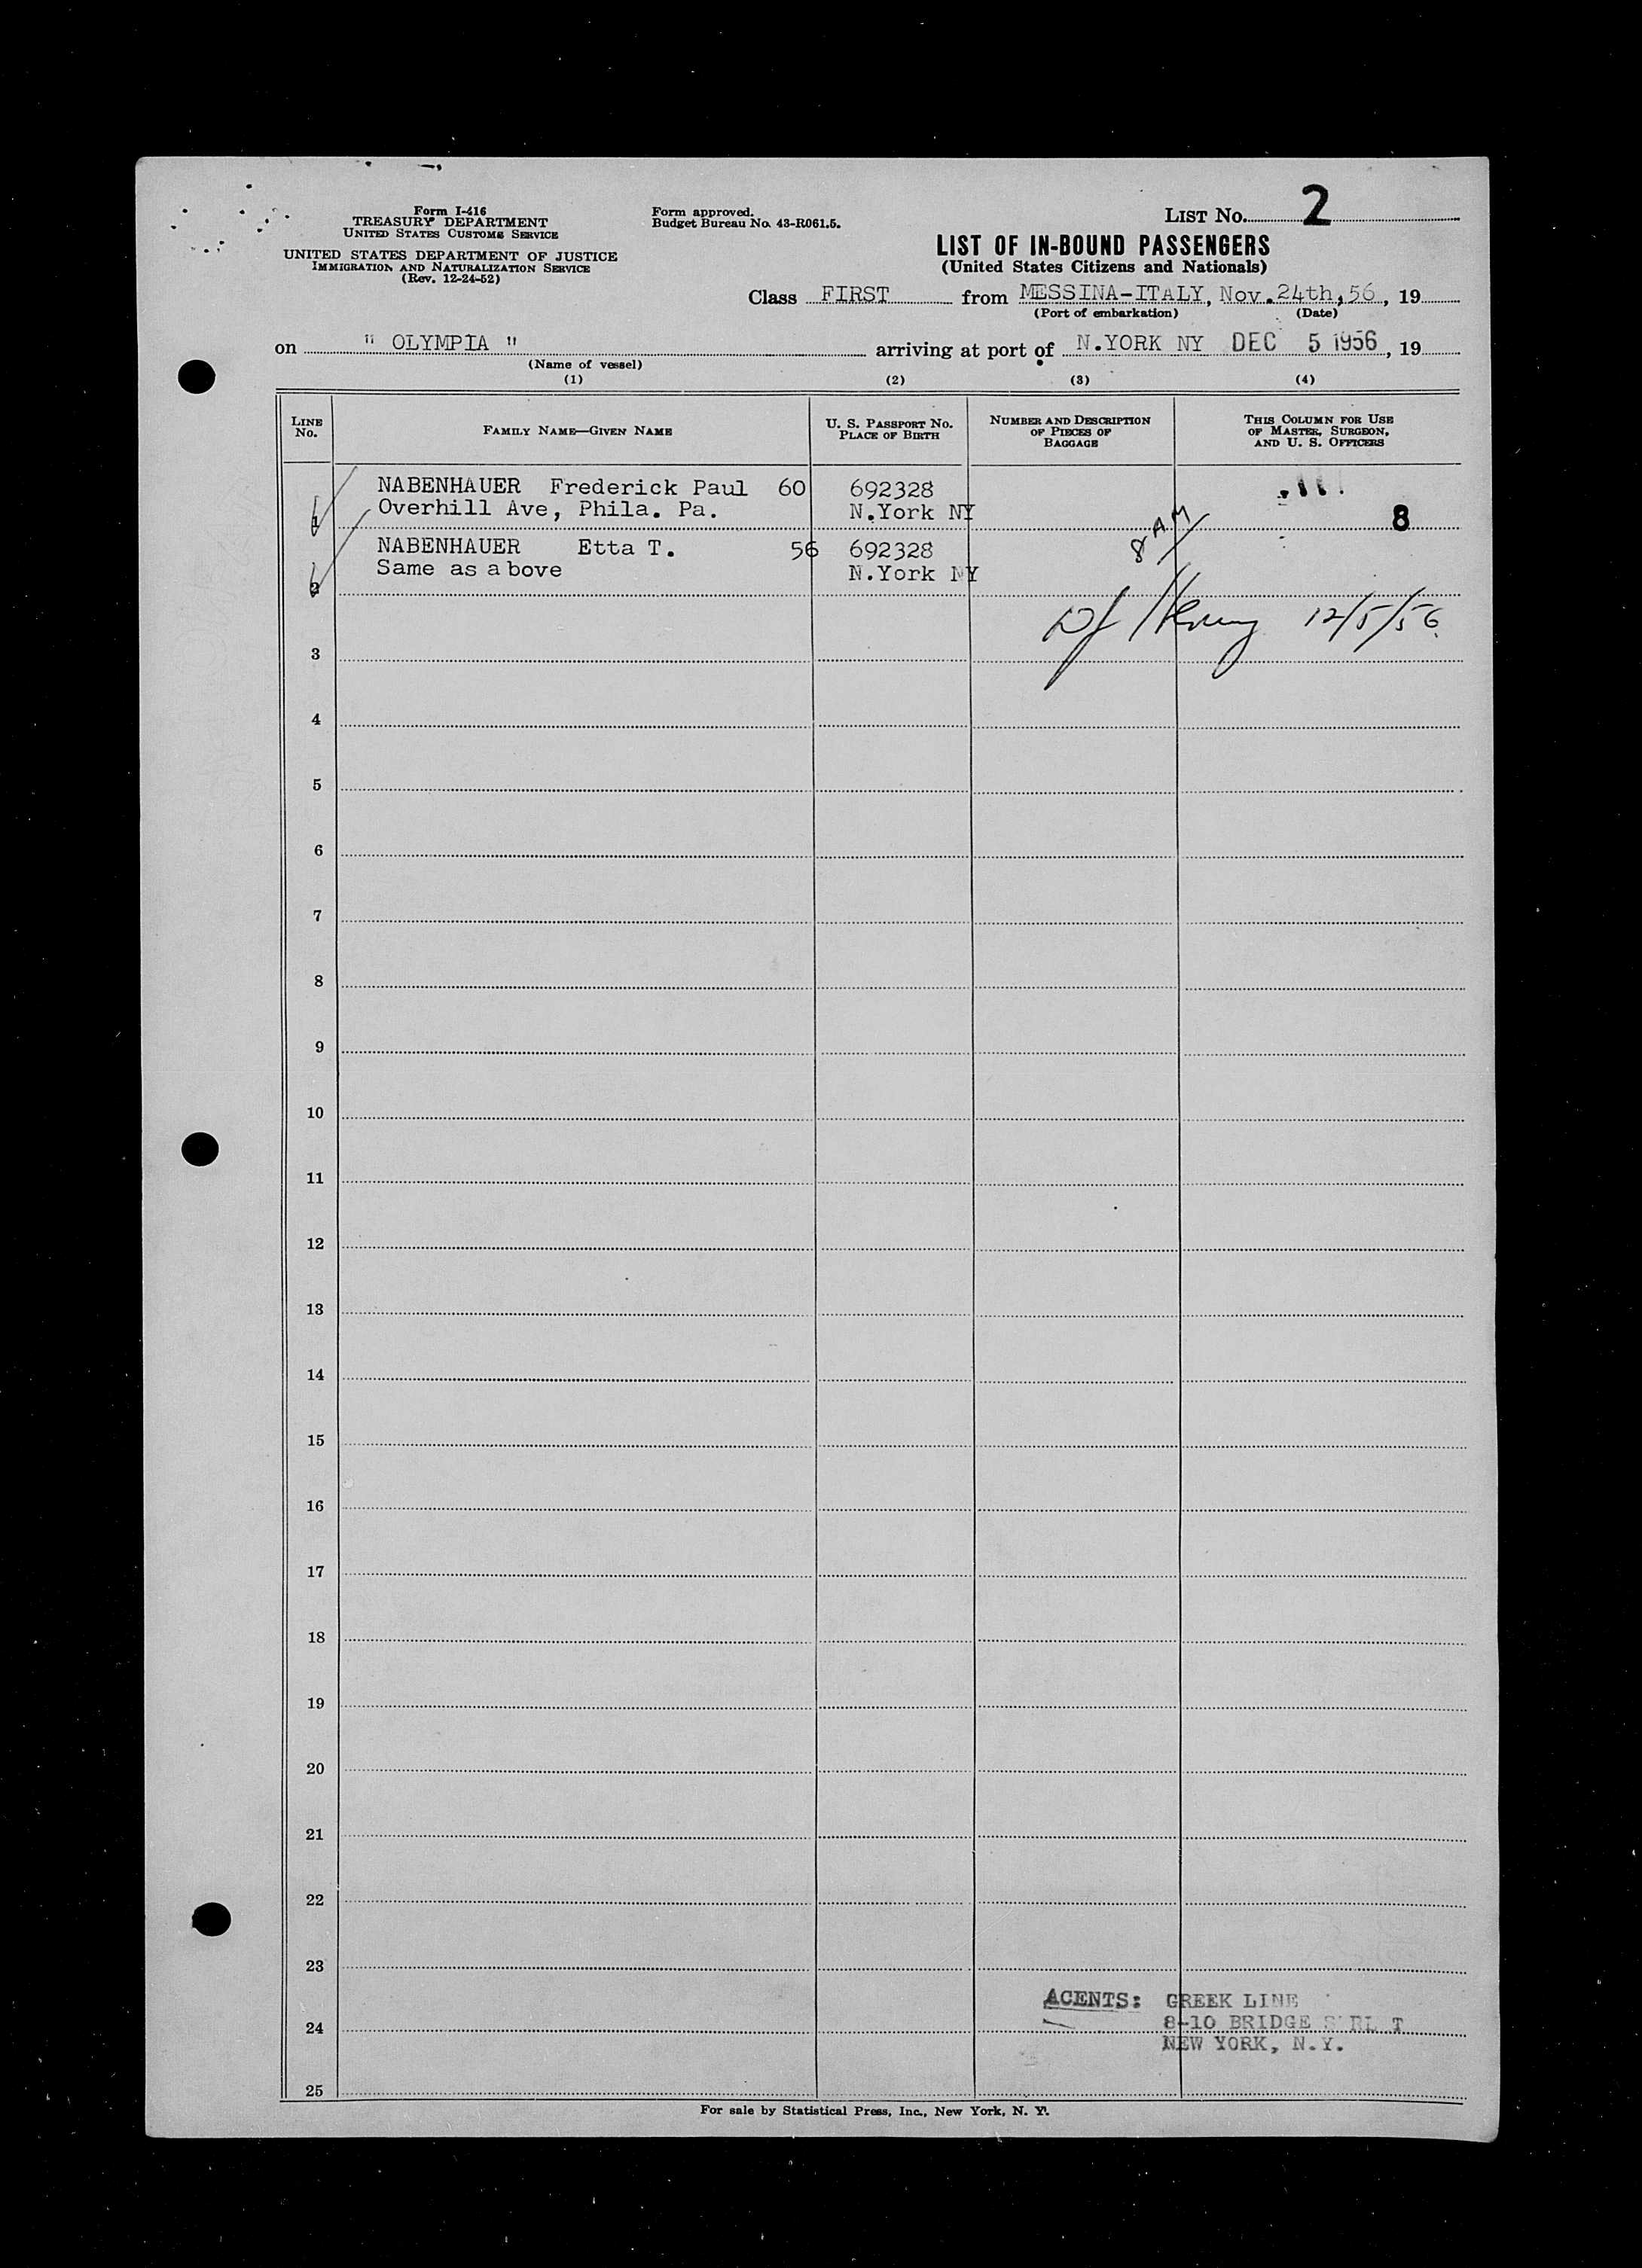 Form I-416
TREASURY DEPARTMENT
UNITED STATES CUSTOMS SERVICE
UNITED STATES DEPARTMENT OF JUSTICE
IMMIGRATION AND NATURALIZATION SERVICE
(Rev. 12-24-52)
Form approved.
Budget Bureau No. 43-R061.5.
LIST No. 2
LIST OF IN-BOUND PASSENGERS
(United States Citizens and Nationals)
Class FIRST from MESSINA-ITALY, Nov.24th,56, 19
(Port of embarkation) (Date)
on " OLYMPIA " arriving at port of N.YORK NY DEC 5 1956, 19
(Name of vessel)
(1) (2) (3) (4)
LINE No. FAMILY NAME—GIVEN NAME U. S. PASSPORT No. PLACE OF BIRTH NUMBER AND DESCRIPTION OF PIECES OF BAGGAGE THIS COLUMN FOR USE OF MASTER, SURGEON, AND U. S. OFFICERS
NABENHAUER Frederick Paul 60 692328
1 Overhill Ave, Phila. Pa. N.York NY 8
NABENHAUER Etta T. 56 692328 8 AM
2 Same as above N.York NY
12/5/56
3
4
5
6
7
8
9
10
11
12
13
14
15
16
17
18
19
20
21
22
23
AGENTS: GREEK LINE
24 8-10 BRIDGE
NEW YORK, N.Y.
25
For sale by Statistical Press, Inc., New York, N. Y.